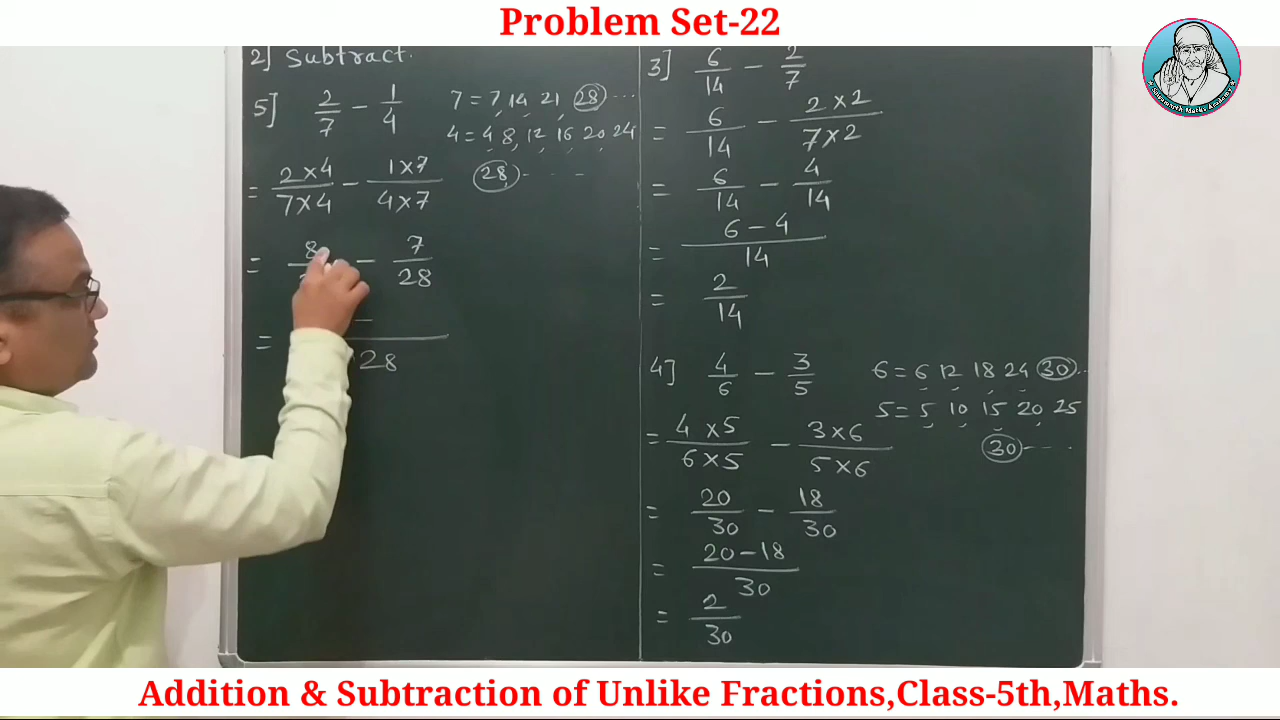 Problem Set-22
2] Subtract.
5] 2/7 - 1/4
7 = 7, 14, 21, 28 ...
4 = 4, 8, 12, 16, 20, 24
28, - - - -
= 2×4/7×4 - 1×7/4×7
= 8/ - 7/28
= - /28
3] 6/14 - 2/7
= 6/14 - 2×2/7×2
= 6/14 - 4/14
= 6 - 4/14
= 2/14
4] 4/6 - 3/5
6 = 6 12 18 24 30 ...
5 = 5 10 15 20 25
30 - - - -
= 4×5/6×5 - 3×6/5×6
= 20/30 - 18/30
= 20 - 18/30
= 2/30
Addition & Subtraction of Unlike Fractions,Class-5th,Maths.